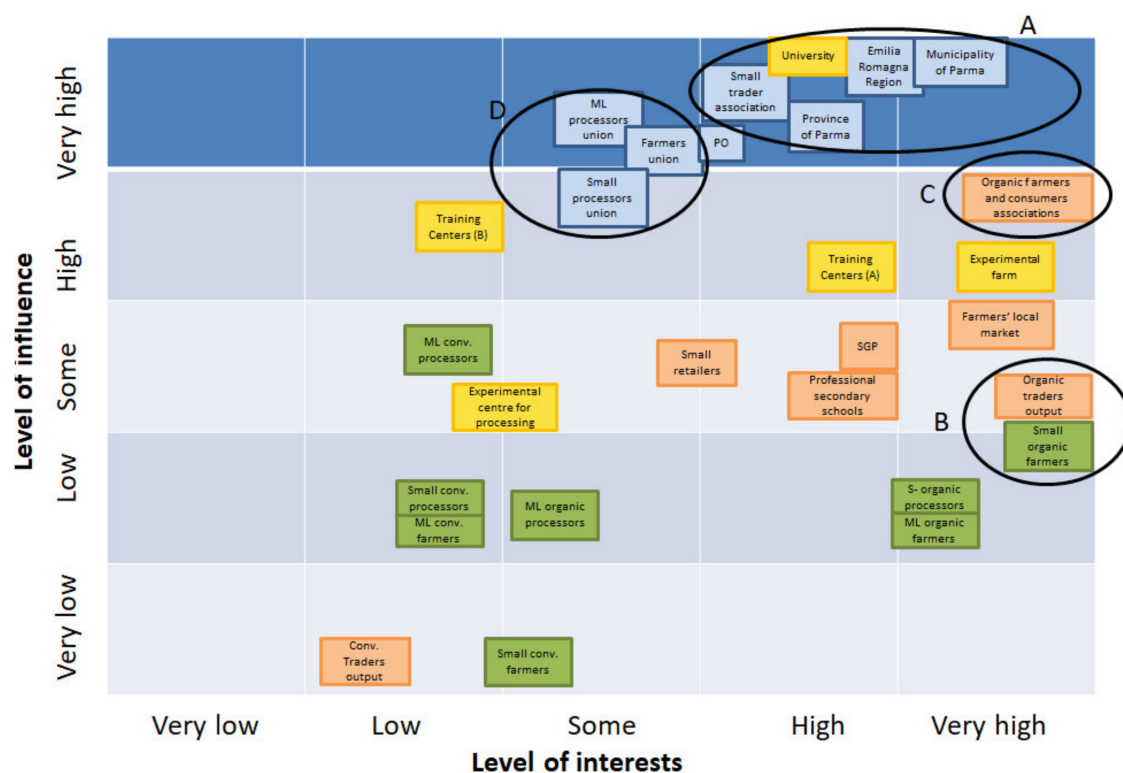 A
University
Emilia
Romagna
Region
Municipality
of Parma
Very high
Small
trader
association
D
ML
processors
union
Province
of Parma
Farmers
union
PO
Small
processors
union
Organic farmers
and consumers
associations
C
Training
Centers (B)
High
Training
Centers (A)
Experimental
farm
Level of influence
Farmers' local
market
ML conv.
processors
SGP
Small
retailers
Some
Professional
secondary
schools
Organic
traders
output
Experimental
centre for
processing
B
Small
organic
farmers
Low
Small conv.
processors
ML conv.
farmers
ML organic
processors
S- organic
processors
ML organic
farmers
Very low
Conv.
Traders
output
Small conv.
farmers
Very low
Low
Some
High
Very high
Level of interests